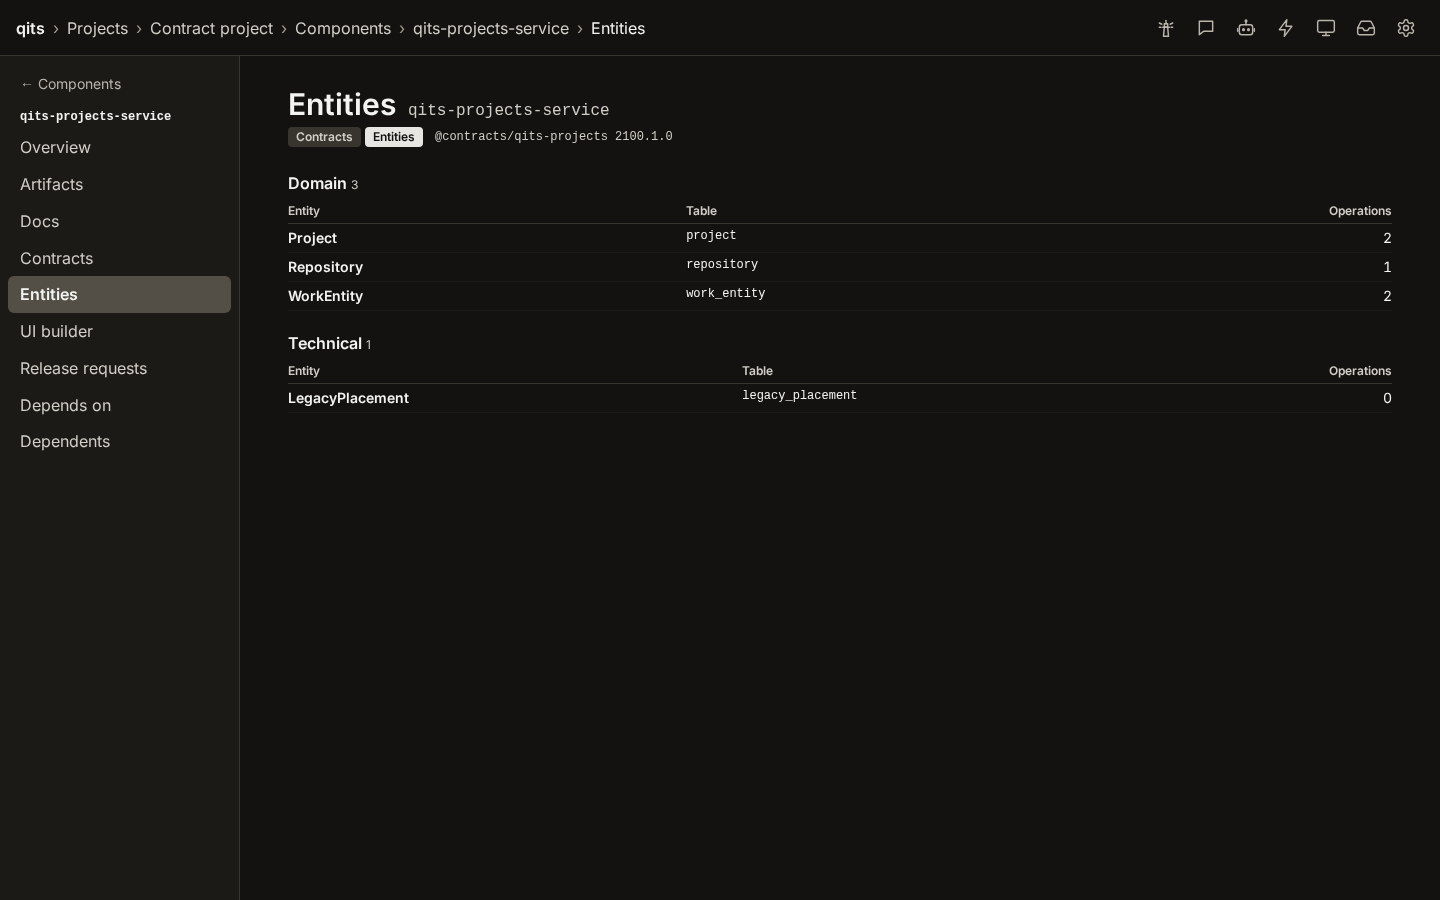 qits › Projects › Contract project › Components › qits-projects-service › Entities
← Components
qits-projects-service
Overview
Artifacts
Docs
Contracts
Entities
UI builder
Release requests
Depends on
Dependents
Entities qits-projects-service
Contracts Entities @contracts/qits-projects 2100.1.0
Domain 3
Entity Table Operations
Project project 2
Repository repository 1
WorkEntity work_entity 2
Technical 1
Entity Table Operations
LegacyPlacement legacy_placement 0